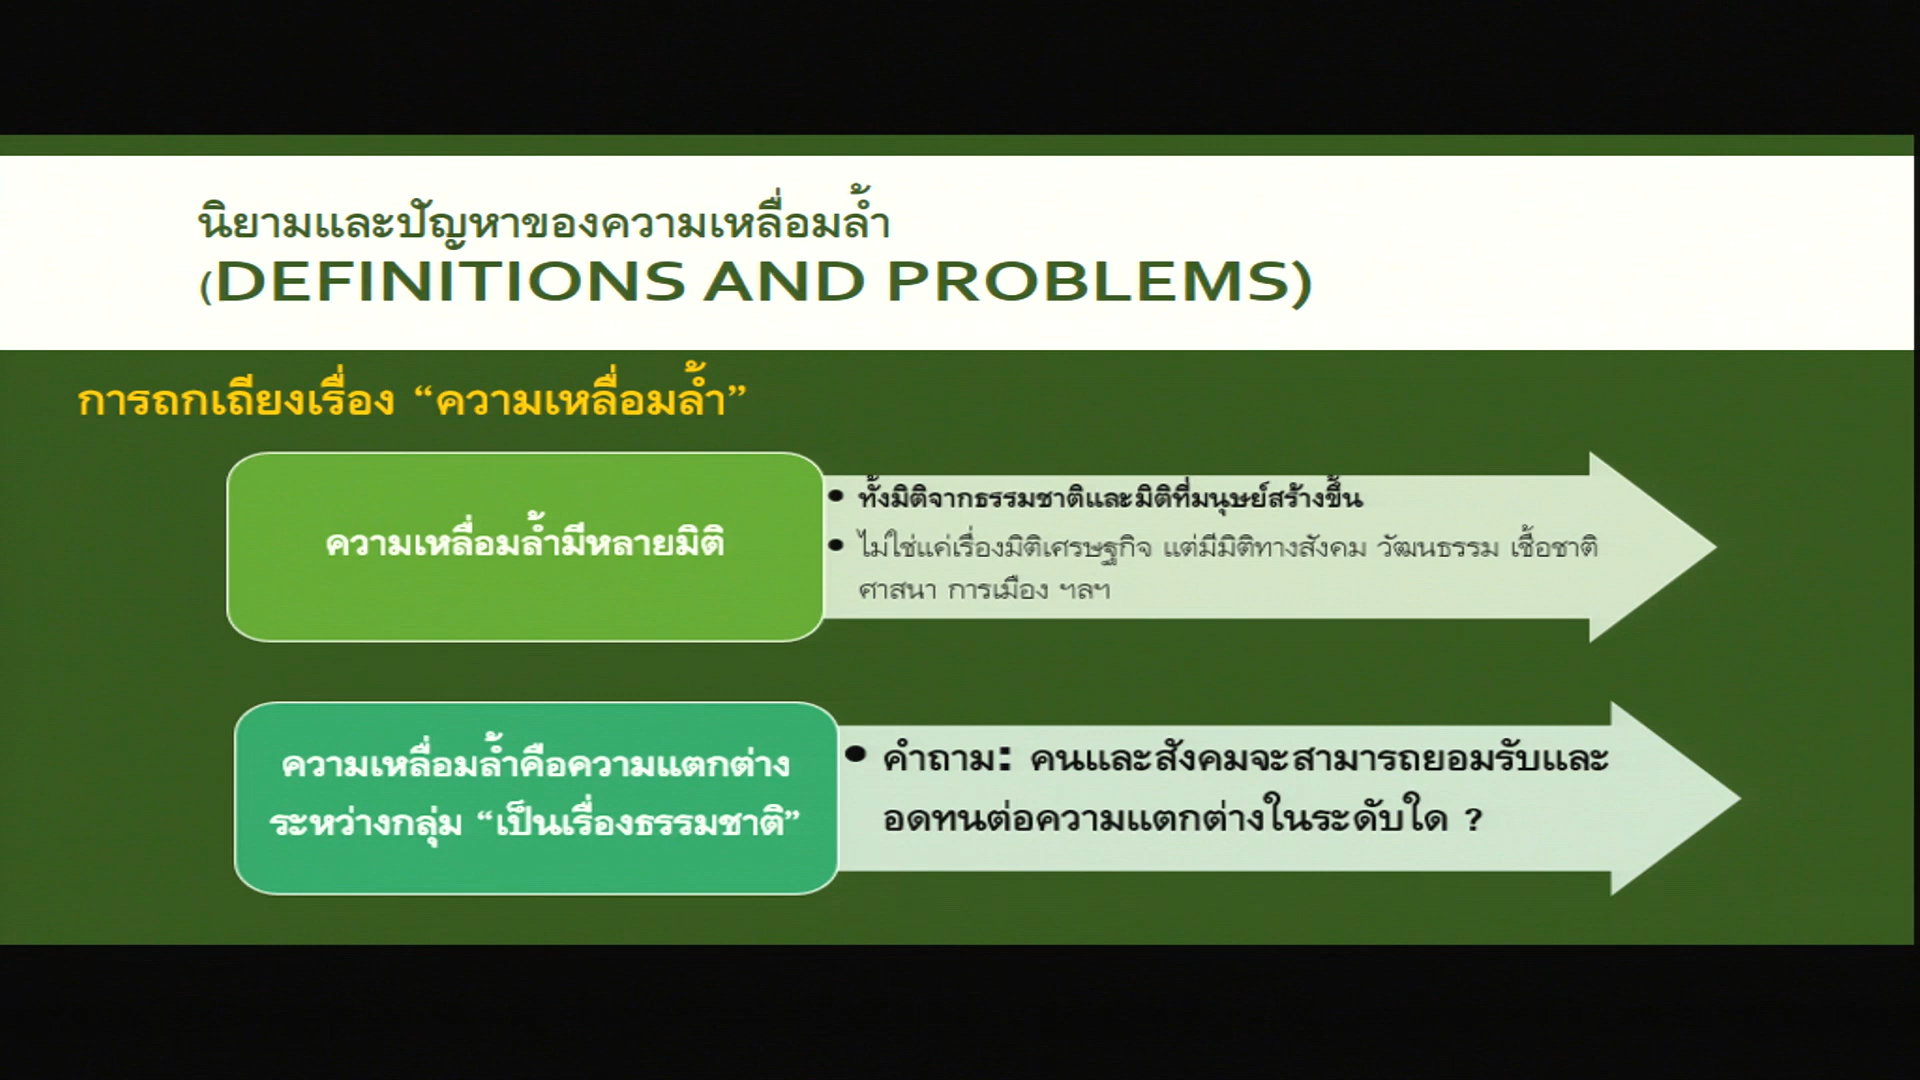 นิยามและปัญหาของความเหลื่อมล้ำ
(DEFINITIONS AND PROBLEMS)
การถกเถียงเรื่อง “ความเหลื่อมล้ำ”
ความเหลื่อมล้ำมีหลายมิติ
• ทั้งมิติจากธรรมชาติและมิติที่มนุษย์สร้างขึ้น
• ไม่ใช่แค่เรื่องมิติเศรษฐกิจ แต่มีมิติทางสังคม วัฒนธรรม เชื้อชาติ
ศาสนา การเมือง ฯลฯ
ความเหลื่อมล้ำคือความแตกต่าง
ระหว่างกลุ่ม “เป็นเรื่องธรรมชาติ”
• คำถาม: คนและสังคมจะสามารถยอมรับและ
อดทนต่อความแตกต่างในระดับใด ?